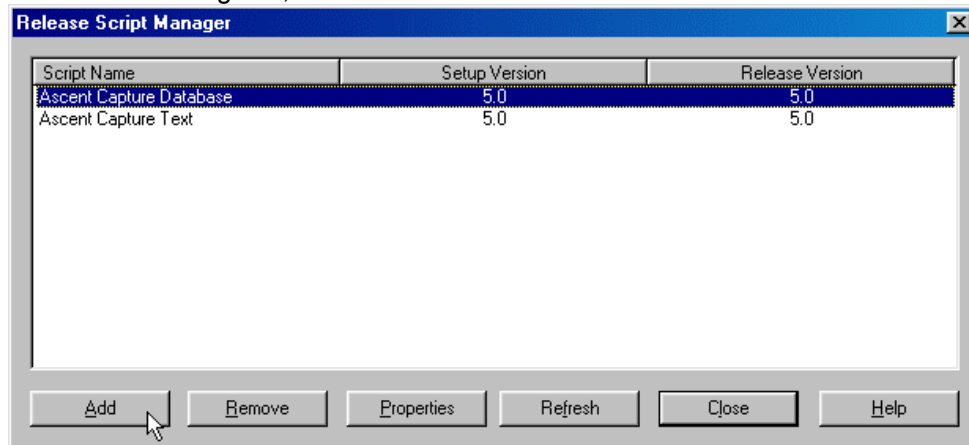 Release Script Manager
Script Name Setup Version Release Version
Ascent Capture Database 5.0 5.0
Ascent Capture Text 5.0 5.0
Add Remove Properties Refresh Close Help